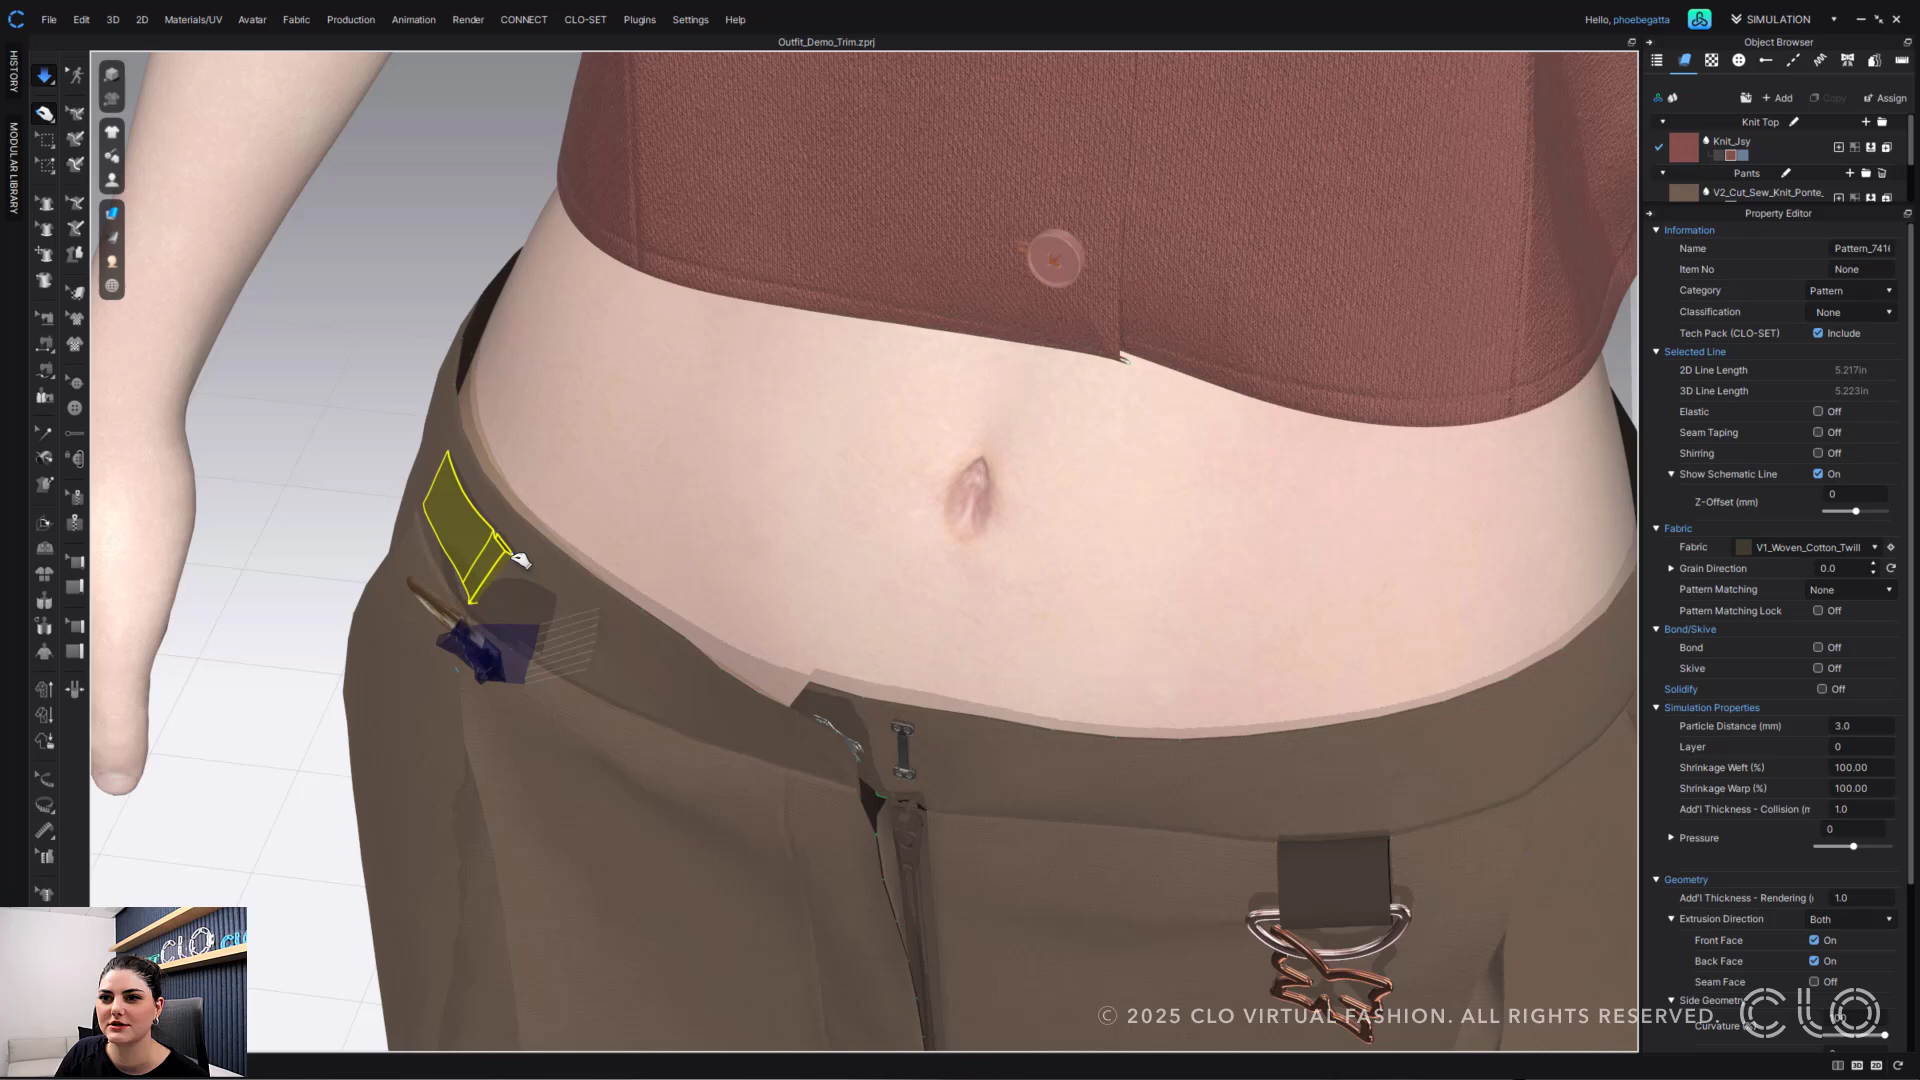 File Edit 3D 2D Materials/UV Avatar Fabric Production Animation Render CONNECT CLO-SET Plugins Settings Help
Hello, phoebegatta
SIMULATION
HISTORY
MODULAR LIBRARY
Outfit_Demo_Trim.zprj
Object Browser
+ Add
Copy
Assign
Knit Top
Knit_Jsy
Pants
V2_Cut_Sew_Knit_Ponte_
Property Editor
Information
Name Pattern_7416
Item No None
Category Pattern
Classification None
Tech Pack (CLO-SET) Include
Selected Line
2D Line Length 5.217in
3D Line Length 5.223in
Elastic Off
Seam Taping Off
Shirring Off
Show Schematic Line On
Z-Offset (mm) 0
Fabric
Fabric V1_Woven_Cotton_Twill
Grain Direction 0.0
Pattern Matching None
Pattern Matching Lock Off
Bond/Skive
Bond Off
Skive Off
Solidify Off
Simulation Properties
Particle Distance (mm) 3.0
Layer 0
Shrinkage Weft (%) 100.00
Shrinkage Warp (%) 100.00
Add'l Thickness - Collision (m 1.0
Pressure 0
Geometry
Add'l Thickness - Rendering ( 1.0
Extrusion Direction Both
Front Face On
Back Face On
Seam Face Off
Side Geometry
Curvature (%)
© 2025 CLO VIRTUAL FASHION. ALL RIGHTS RESERVED. CLO
CLO
3D 2D